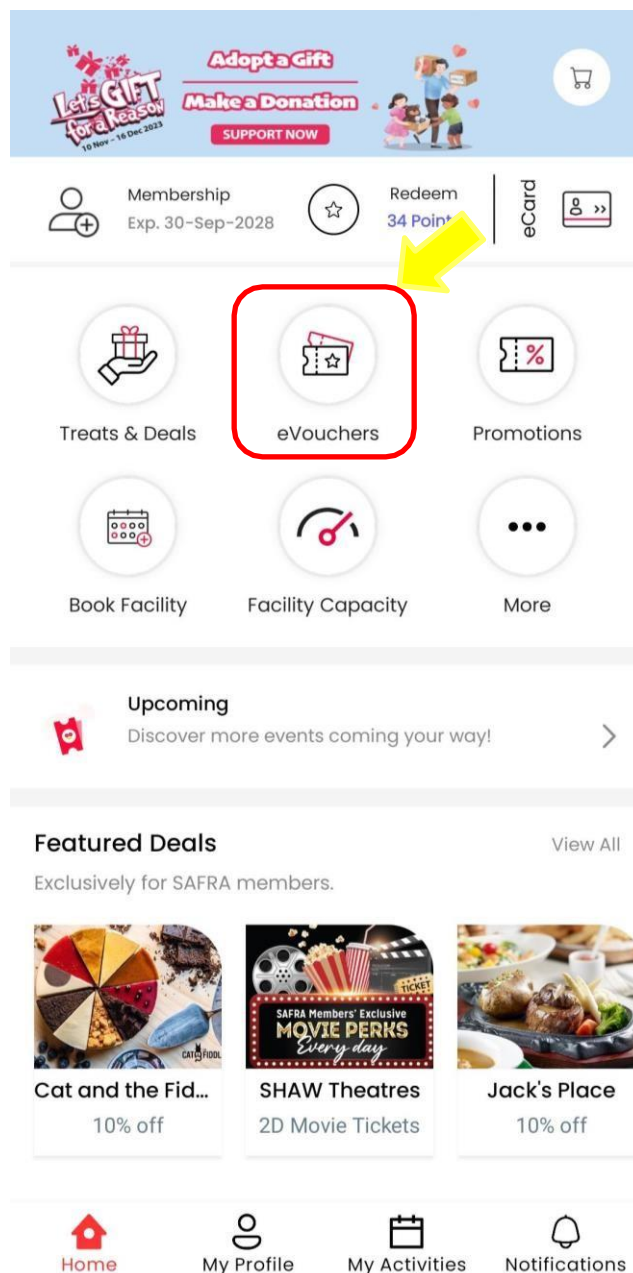 Let's GIFT
for a Reason
10 Nov - 16 Dec 2023
Adopt a Gift
Make a Donation
SUPPORT NOW
Membership
Exp. 30-Sep-2028
Redeem
34 Point
eCard
Treats & Deals
eVouchers
Promotions
Book Facility
Facility Capacity
More
Upcoming
Discover more events coming your way!
Featured Deals
View All
Exclusively for SAFRA members.
CAT & FIDDL
TICKET
SAFRA Members' Exclusive
MOVIE PERKS
Every day
Cat and the Fid...
10% off
SHAW Theatres
2D Movie Tickets
Jack's Place
10% off
Home
My Profile
My Activities
Notifications